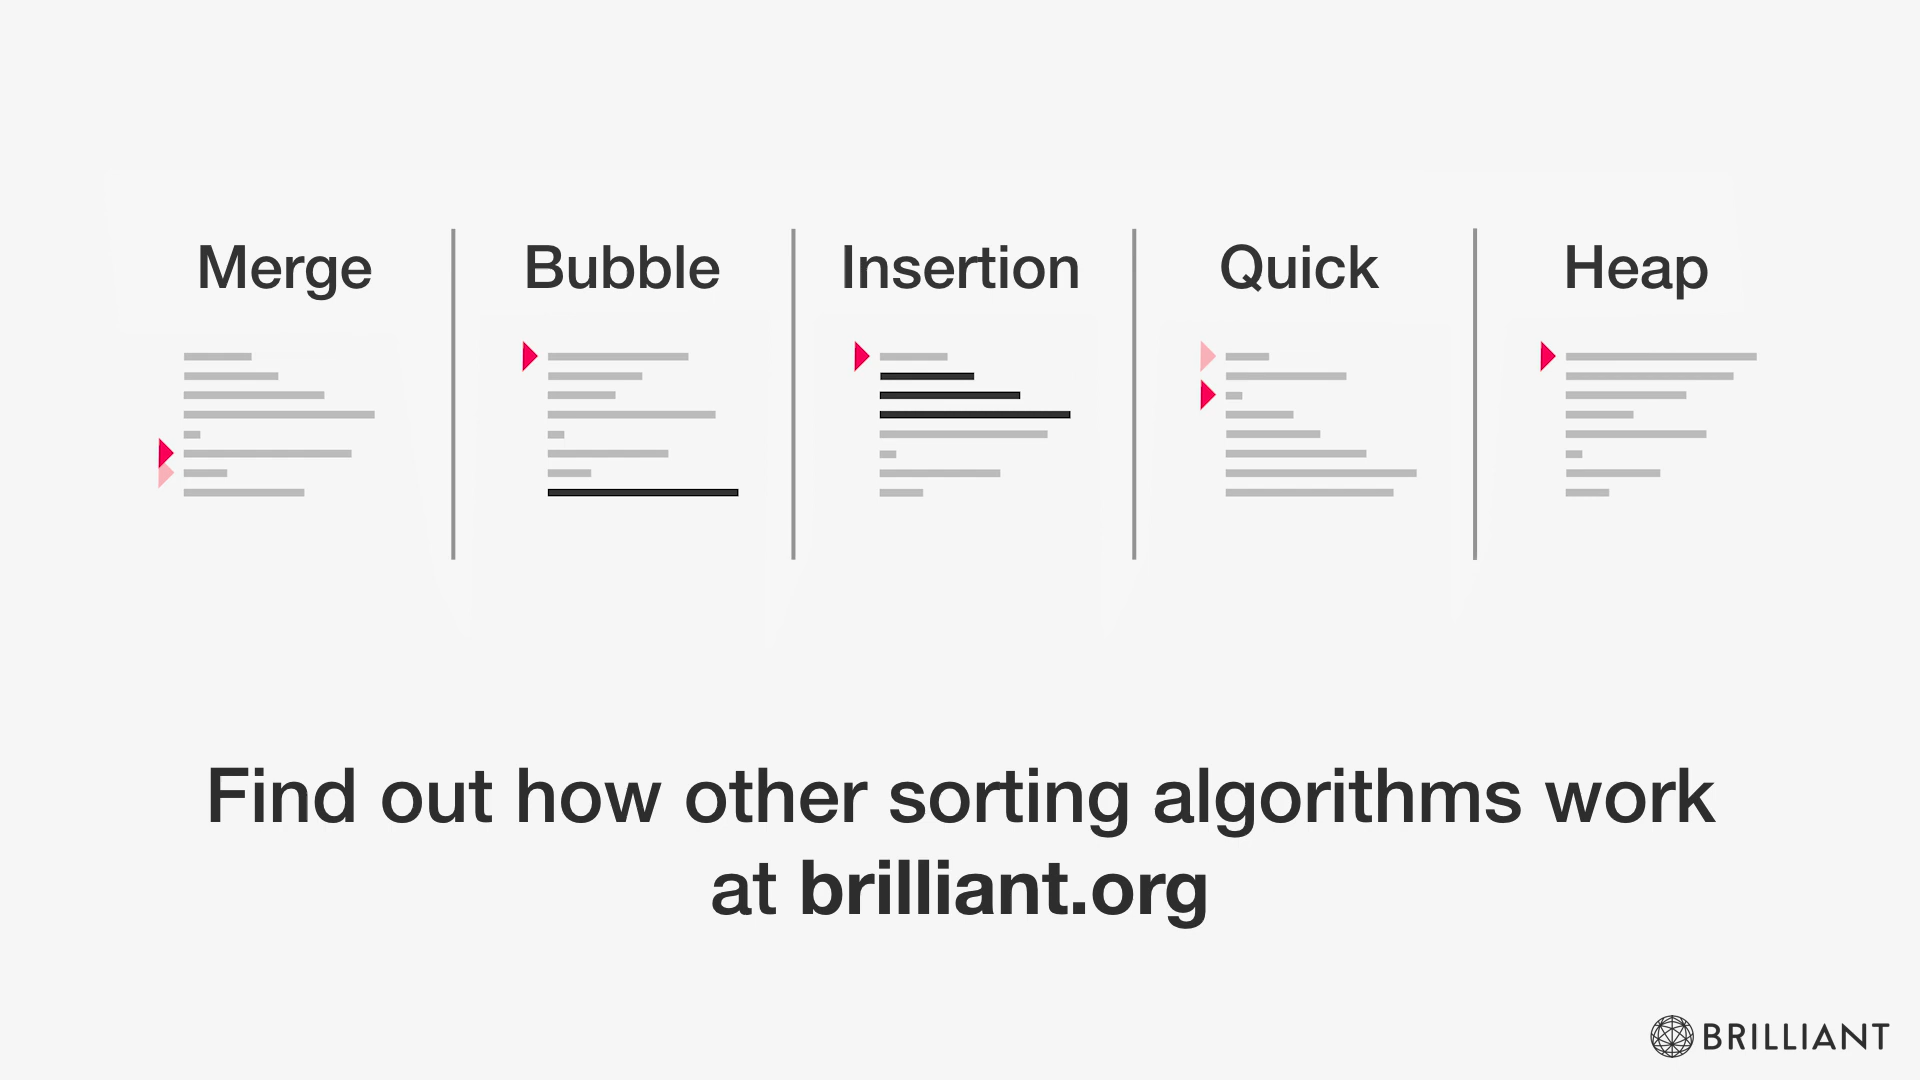 Merge
Bubble
Insertion
Quick
Heap
Find out how other sorting algorithms work
at brilliant.org
BRILLIANT